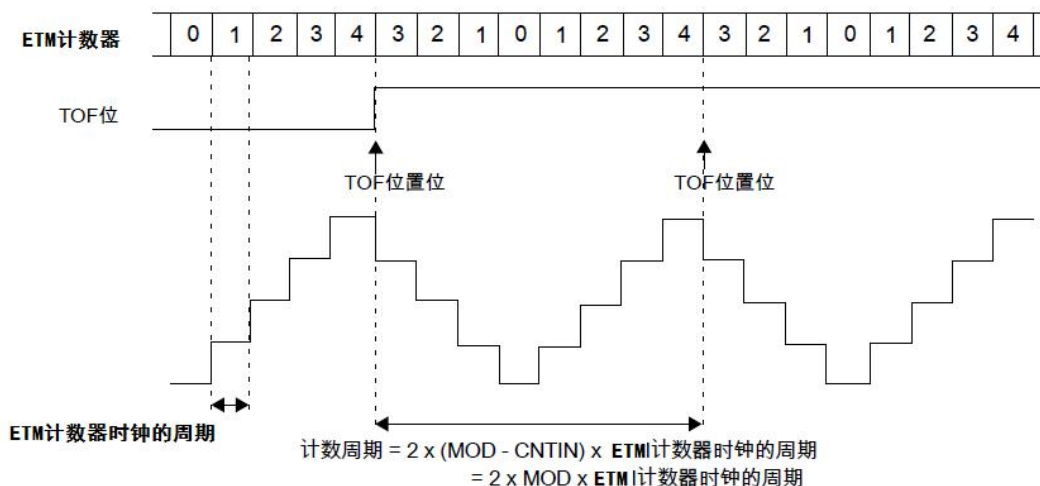 ETM计数器 0 1 2 3 4 3 2 1 0 1 2 3 4 3 2 1 0 1 2 3 4
TOF位
TOF位置位 TOF位置位
ETM计数器时钟的周期
计数周期 = 2 x (MOD - CNTIN) x ETM计数器时钟的周期
= 2 x MOD x ETM计数器时钟的周期